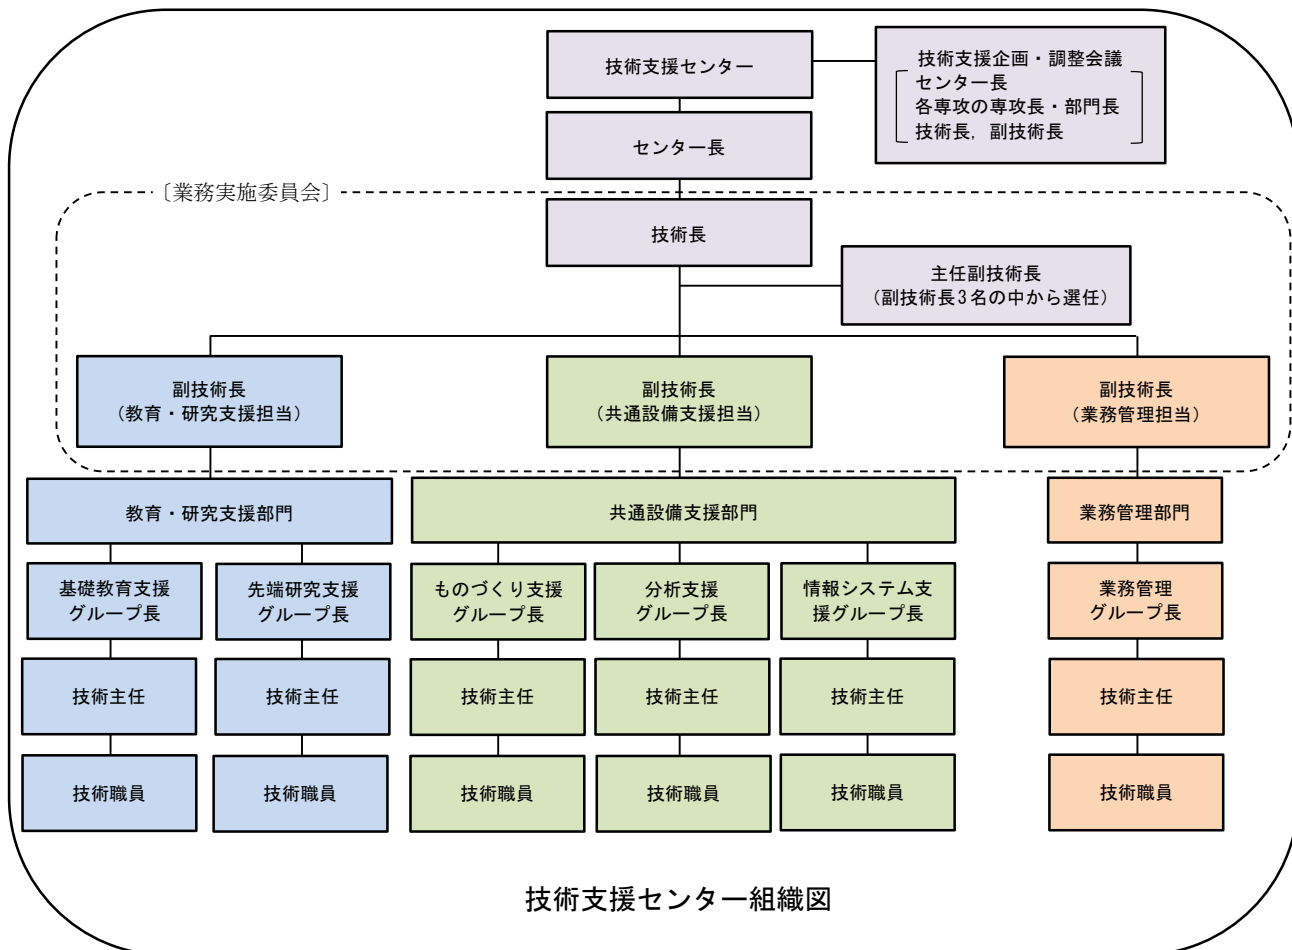 技術支援センター
技術支援企画・調整会議
センター長
各専攻の専攻長・部門長
技術長，副技術長
センター長
〔業務実施委員会〕
技術長
主任副技術長
（副技術長3名の中から選任）
副技術長
（教育・研究支援担当）
副技術長
（共通設備支援担当）
副技術長
（業務管理担当）
教育・研究支援部門
共通設備支援部門
業務管理部門
基礎教育支援
グループ長
先端研究支援
グループ長
ものづくり支援
グループ長
分析支援
グループ長
情報システム支
援グループ長
業務管理
グループ長
技術主任
技術主任
技術主任
技術主任
技術主任
技術主任
技術職員
技術職員
技術職員
技術職員
技術職員
技術職員
技術支援センター組織図